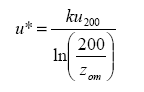 u* = ku₂₀₀ / ln(200 / zₒₘ)